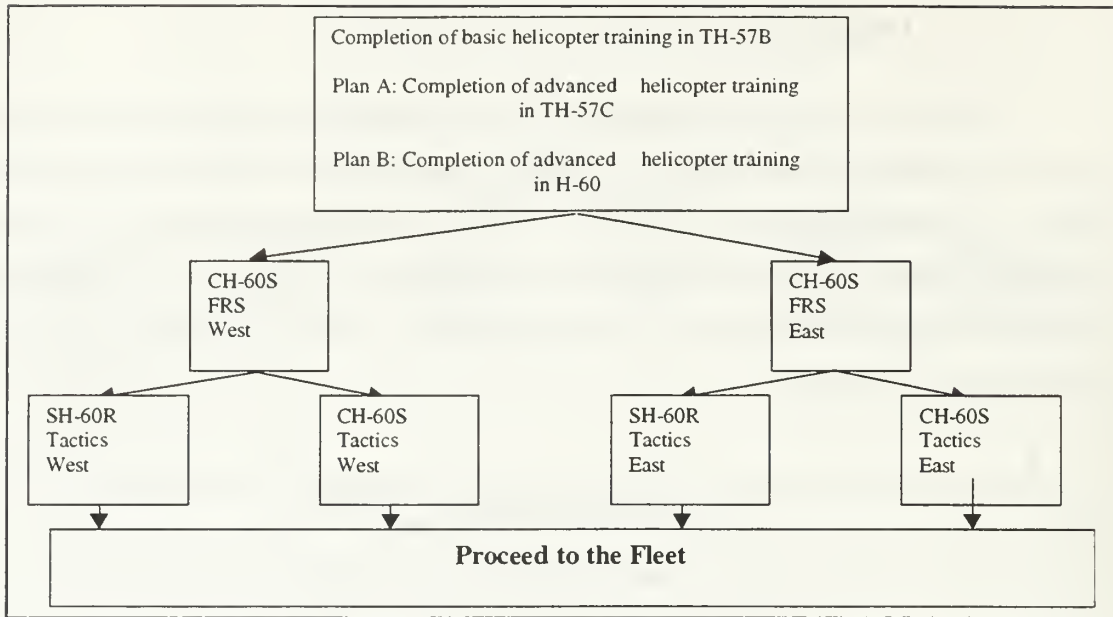 Completion of basic helicopter training in TH-57B
Plan A: Completion of advanced helicopter training
in TH-57C
Plan B: Completion of advanced helicopter training
in H-60
CH-60S
FRS
West
CH-60S
FRS
East
SH-60R
Tactics
West
CH-60S
Tactics
West
SH-60R
Tactics
East
CH-60S
Tactics
East
Proceed to the Fleet